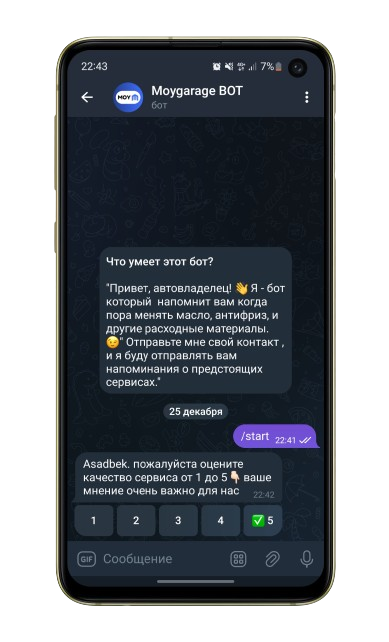 22:43
7%
Moygarage BOT
бот
MOY
Что умеет этот бот?
"Привет, автовладелец! 👋 Я - бот
который напомнит вам когда
пора менять масло, антифриз, и
другие расходные материалы.
😉" Отправьте мне свой контакт ,
и я буду отправлять вам
напоминания о предстоящих
сервисах."
25 декабря
/start 22:41
Asadbek. пожалуйста оцените
качество сервиса от 1 до 5👇 ваше
мнение очень важно для нас 22:42
1 2 3 4 ✅ 5
GIF Сообщение